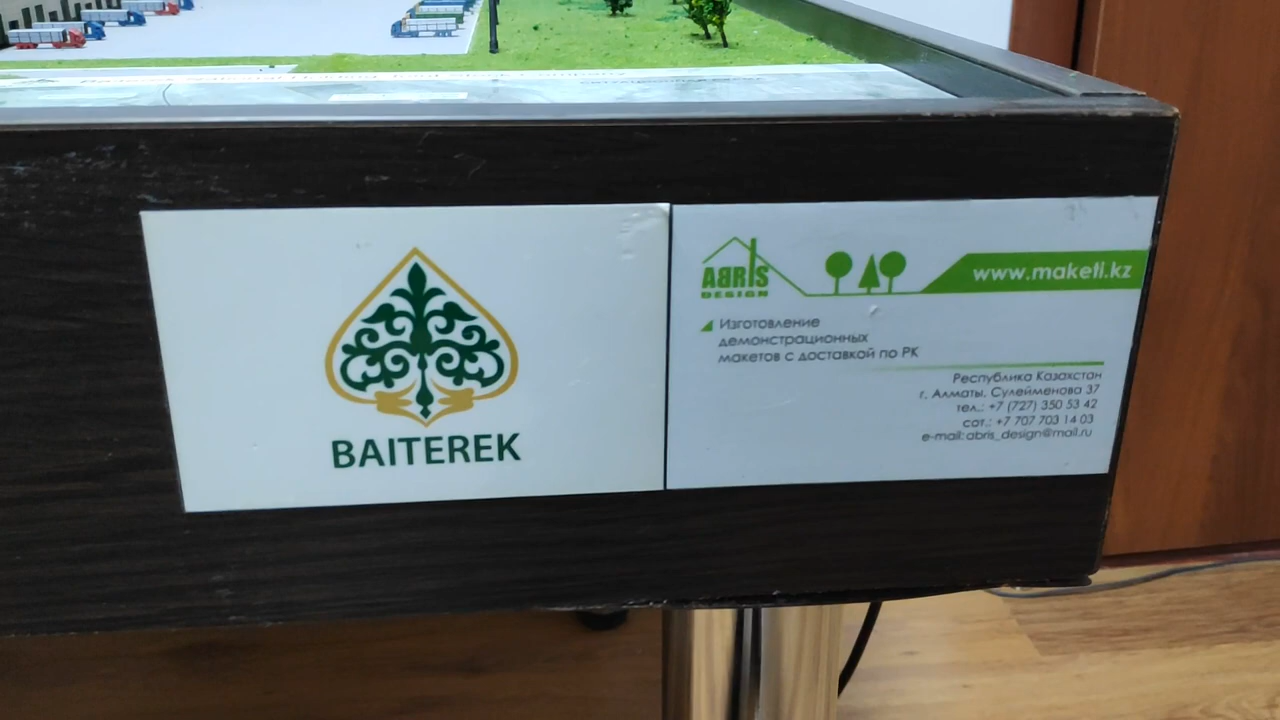 BAITEREK
ABRIS
DESIGN
www.maketi.kz
Изготовление
демонстрационных
макетов с доставкой по РК
Республика Казахстан
г. Алматы, Сулейменова 37
тел.: +7 (727) 350 53 42
сот.: +7 707 703 14 03
e-mail: abris_design@mail.ru